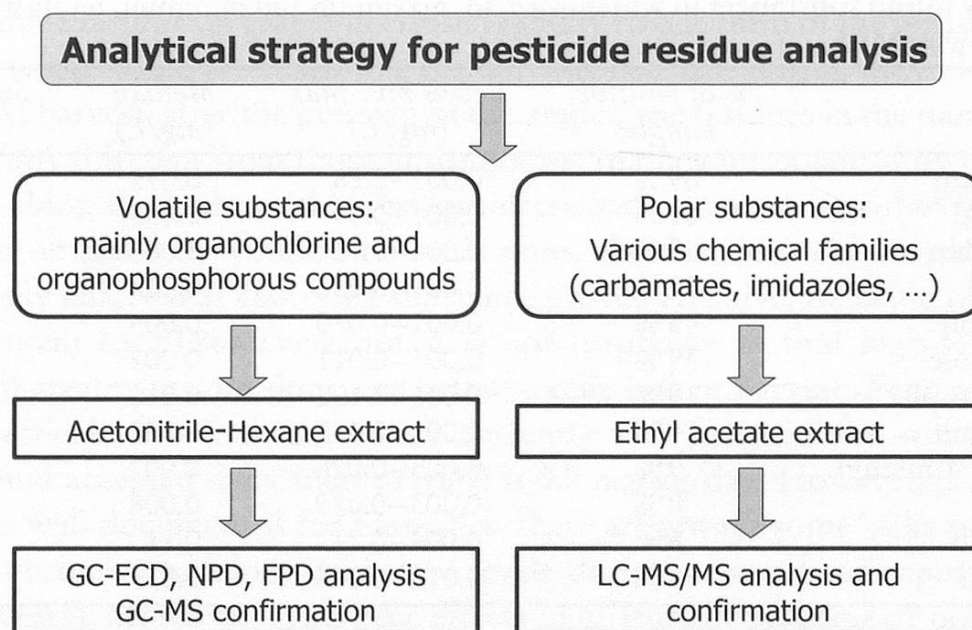 Analytical strategy for pesticide residue analysis
Volatile substances:
mainly organochlorine and
organophosphorous compounds
Polar substances:
Various chemical families
(carbamates, imidazoles, ...)
Acetonitrile-Hexane extract
Ethyl acetate extract
GC-ECD, NPD, FPD analysis
GC-MS confirmation
LC-MS/MS analysis and
confirmation